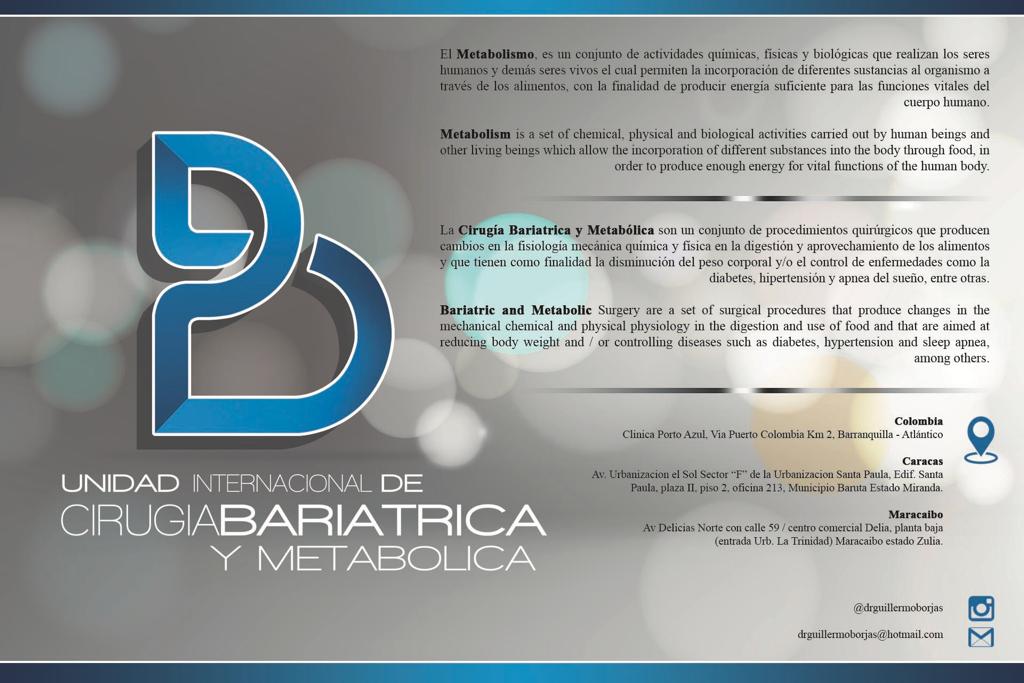 El Metabolismo, es un conjunto de actividades químicas, físicas y biológicas que realizan los seres
humanos y demás seres vivos el cual permiten la incorporación de diferentes sustancias al organismo a
través de los alimentos, con la finalidad de producir energía suficiente para las funciones vitales del
cuerpo humano.
Metabolism is a set of chemical, physical and biological activities carried out by human beings and
other living beings which allow the incorporation of different substances into the body through food, in
order to produce enough energy for vital functions of the human body.
La Cirugía Bariatrica y Metabólica son un conjunto de procedimientos quirúrgicos que producen
cambios en la fisiología mecánica química y física en la digestión y aprovechamiento de los alimentos
y que tienen como finalidad la disminución del peso corporal y/o el control de enfermedades como la
diabetes, hipertensión y apnea del sueño, entre otras.
Bariatric and Metabolic Surgery are a set of surgical procedures that produce changes in the
mechanical chemical and physical physiology in the digestion and use of food and that are aimed at
reducing body weight and / or controlling diseases such as diabetes, hypertension and sleep apnea,
among others.
UNIDAD INTERNACIONAL DE
CIRUGIABARIATRICA
Y METABOLICA
Colombia
Clinica Porto Azul, Via Puerto Colombia Km 2, Barranquilla - Atlántico
Caracas
Av. Urbanizacion el Sol Sector “F” de la Urbanizacion Santa Paula, Edif. Santa
Paula, plaza II, piso 2, oficina 213, Municipio Baruta Estado Miranda.
Maracaibo
Av Delicias Norte con calle 59 / centro comercial Delia, planta baja
(entrada Urb. La Trinidad) Maracaibo estado Zulia.
@drguillermoborjas
drguillermoborjas@hotmail.com